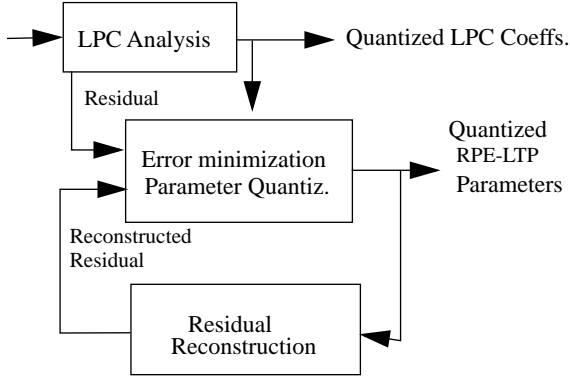 LPC Analysis
Quantized LPC Coeffs.
Residual
Quantized
RPE-LTP
Parameters
Error minimization
Parameter Quantiz.
Reconstructed
Residual
Residual
Reconstruction